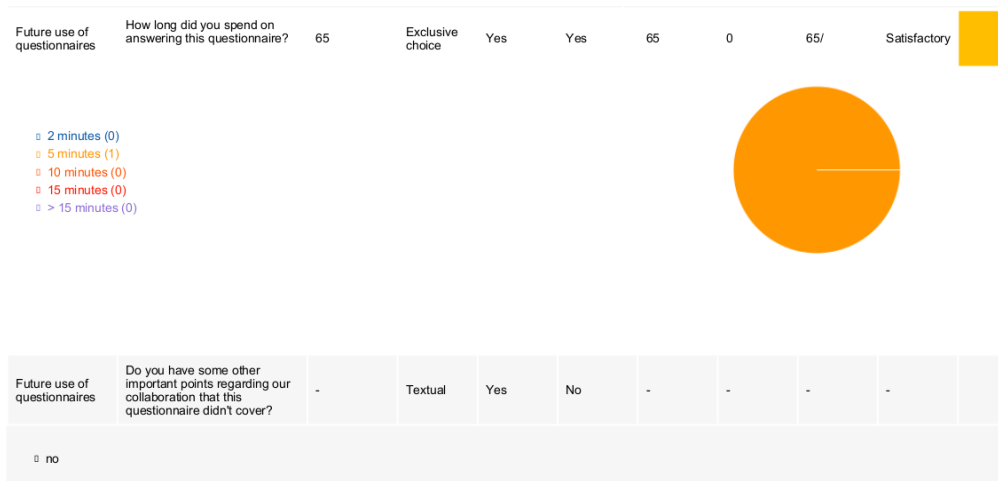 Future use of questionnaires How long did you spend on answering this questionnaire? 65 Exclusive choice Yes Yes 65 0 65/ Satisfactory
2 minutes (0)
5 minutes (1)
10 minutes (0)
15 minutes (0)
> 15 minutes (0)
Future use of questionnaires Do you have some other important points regarding our collaboration that this questionnaire didn't cover? - Textual Yes No - - - -
no